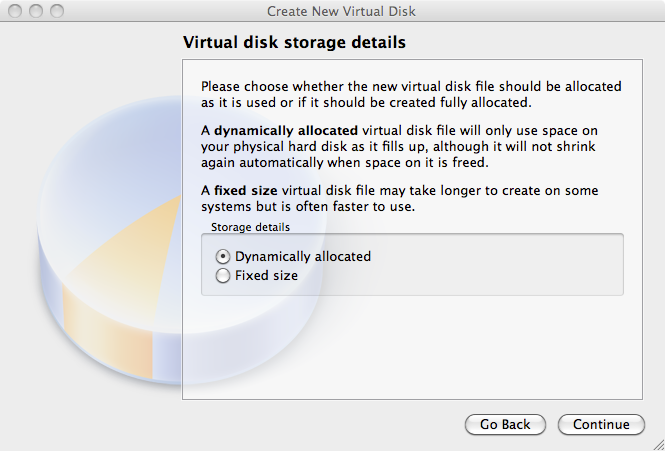 Create New Virtual Disk
Virtual disk storage details
Please choose whether the new virtual disk file should be allocated
as it is used or if it should be created fully allocated.
A dynamically allocated virtual disk file will only use space on
your physical hard disk as it fills up, although it will not shrink
again automatically when space on it is freed.
A fixed size virtual disk file may take longer to create on some
systems but is often faster to use.
Storage details
Dynamically allocated
Fixed size
Go Back
Continue